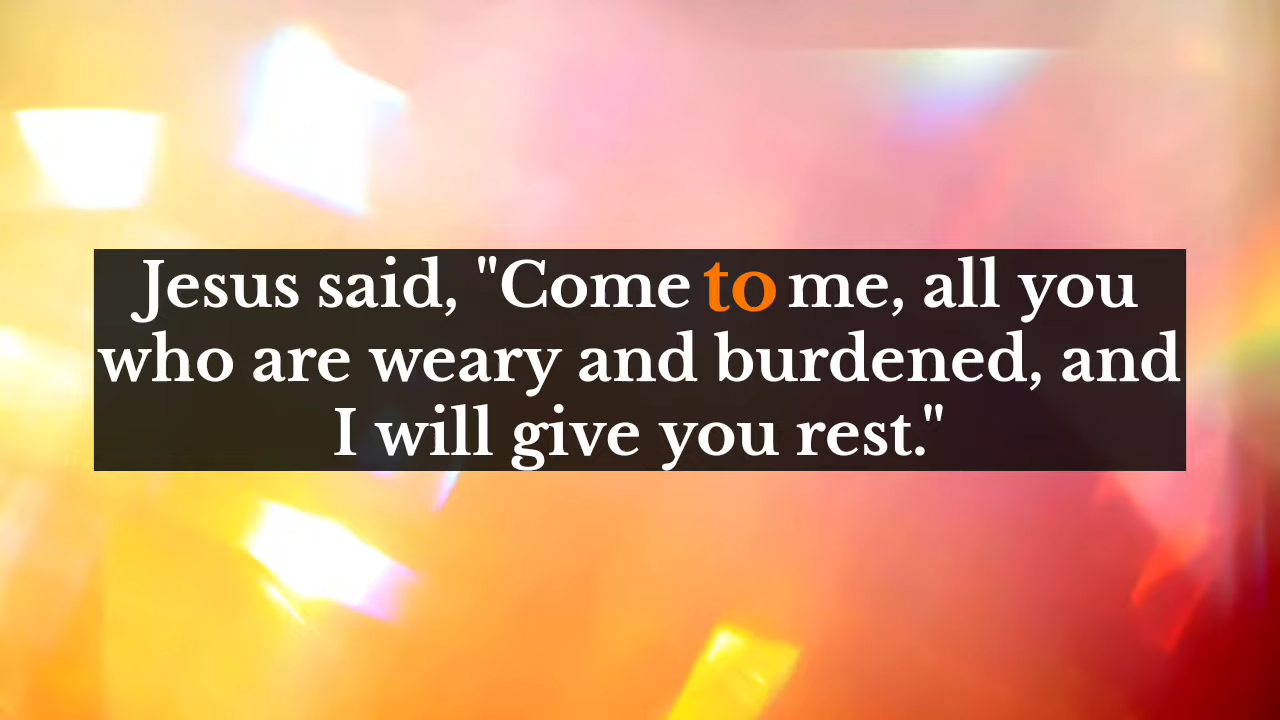 Jesus said, "Come to me, all you
who are weary and burdened, and
I will give you rest."